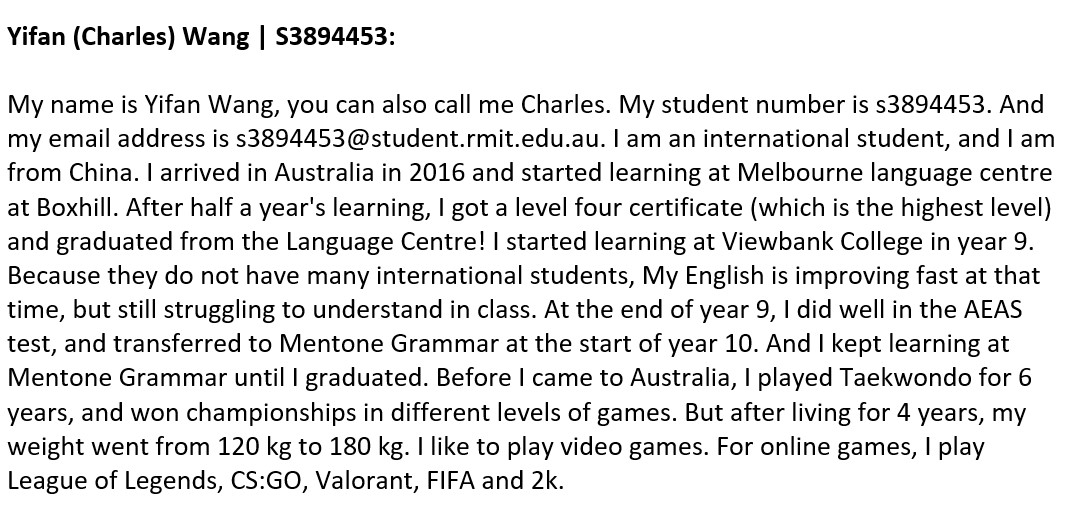 Yifan (Charles) Wang | S3894453:
My name is Yifan Wang, you can also call me Charles. My student number is s3894453. And
my email address is s3894453@student.rmit.edu.au. I am an international student, and I am
from China. I arrived in Australia in 2016 and started learning at Melbourne language centre
at Boxhill. After half a year's learning, I got a level four certificate (which is the highest level)
and graduated from the Language Centre! I started learning at Viewbank College in year 9.
Because they do not have many international students, My English is improving fast at that
time, but still struggling to understand in class. At the end of year 9, I did well in the AEAS
test, and transferred to Mentone Grammar at the start of year 10. And I kept learning at
Mentone Grammar until I graduated. Before I came to Australia, I played Taekwondo for 6
years, and won championships in different levels of games. But after living for 4 years, my
weight went from 120 kg to 180 kg. I like to play video games. For online games, I play
League of Legends, CS:GO, Valorant, FIFA and 2k.